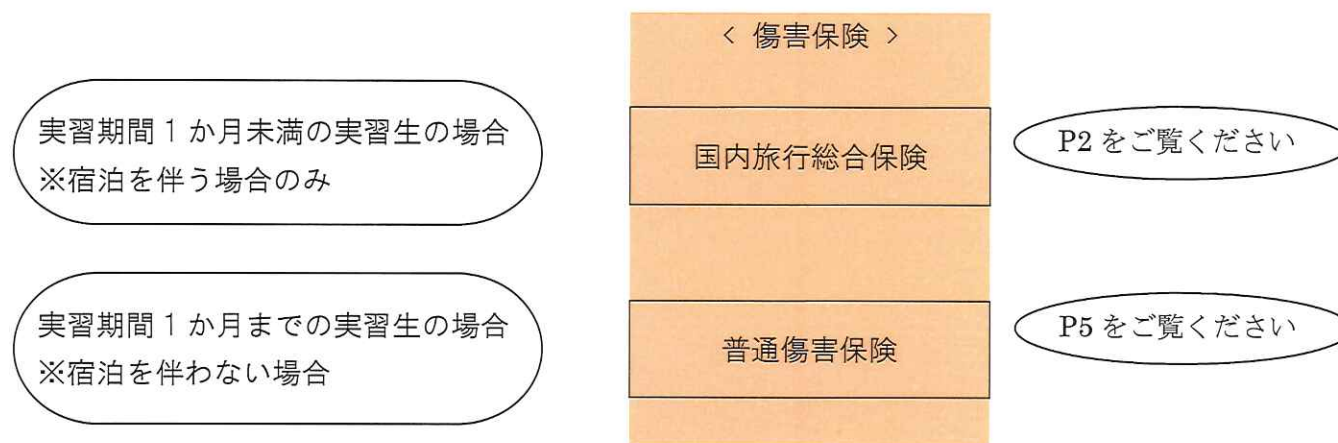 < 傷害保険 >
実習期間1か月未満の実習生の場合
※宿泊を伴う場合のみ
国内旅行総合保険
P2 をご覧ください
実習期間1か月までの実習生の場合
※宿泊を伴わない場合
普通傷害保険
P5 をご覧ください